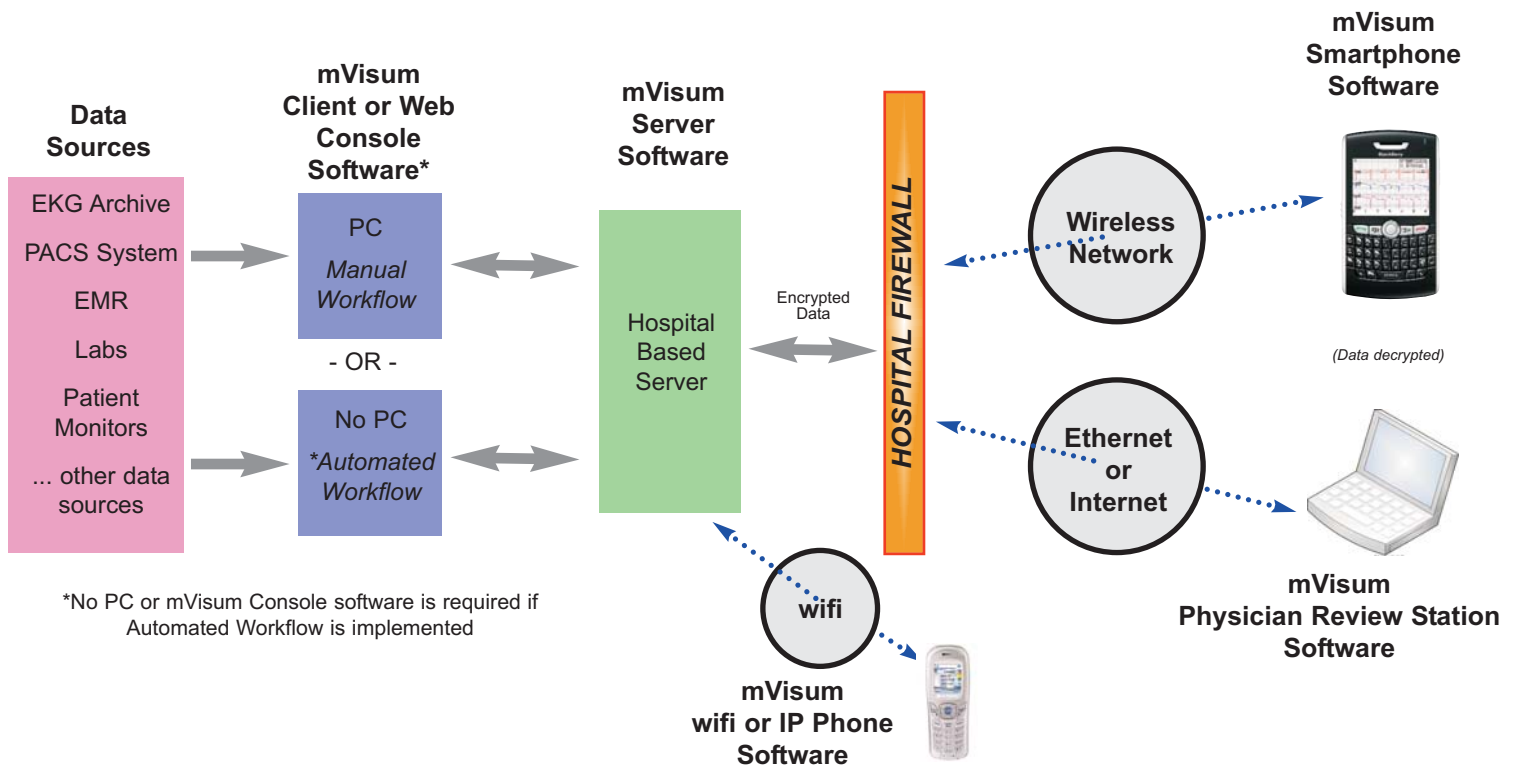 Data
Sources
EKG Archive
PACS System
EMR
Labs
Patient
Monitors
... other data
sources
mVisum
Client or Web
Console
Software*
PC
Manual
Workflow
- OR -
No PC
*Automated
Workflow
*No PC or mVisum Console software is required if
Automated Workflow is implemented
mVisum
Server
Software
Hospital
Based
Server
Encrypted
Data
HOSPITAL FIREWALL
Wireless
Network
Ethernet
or
Internet
wifi
mVisum
wifi or IP Phone
Software
mVisum
Smartphone
Software
BlackBerry
(Data decrypted)
mVisum
Physician Review Station
Software